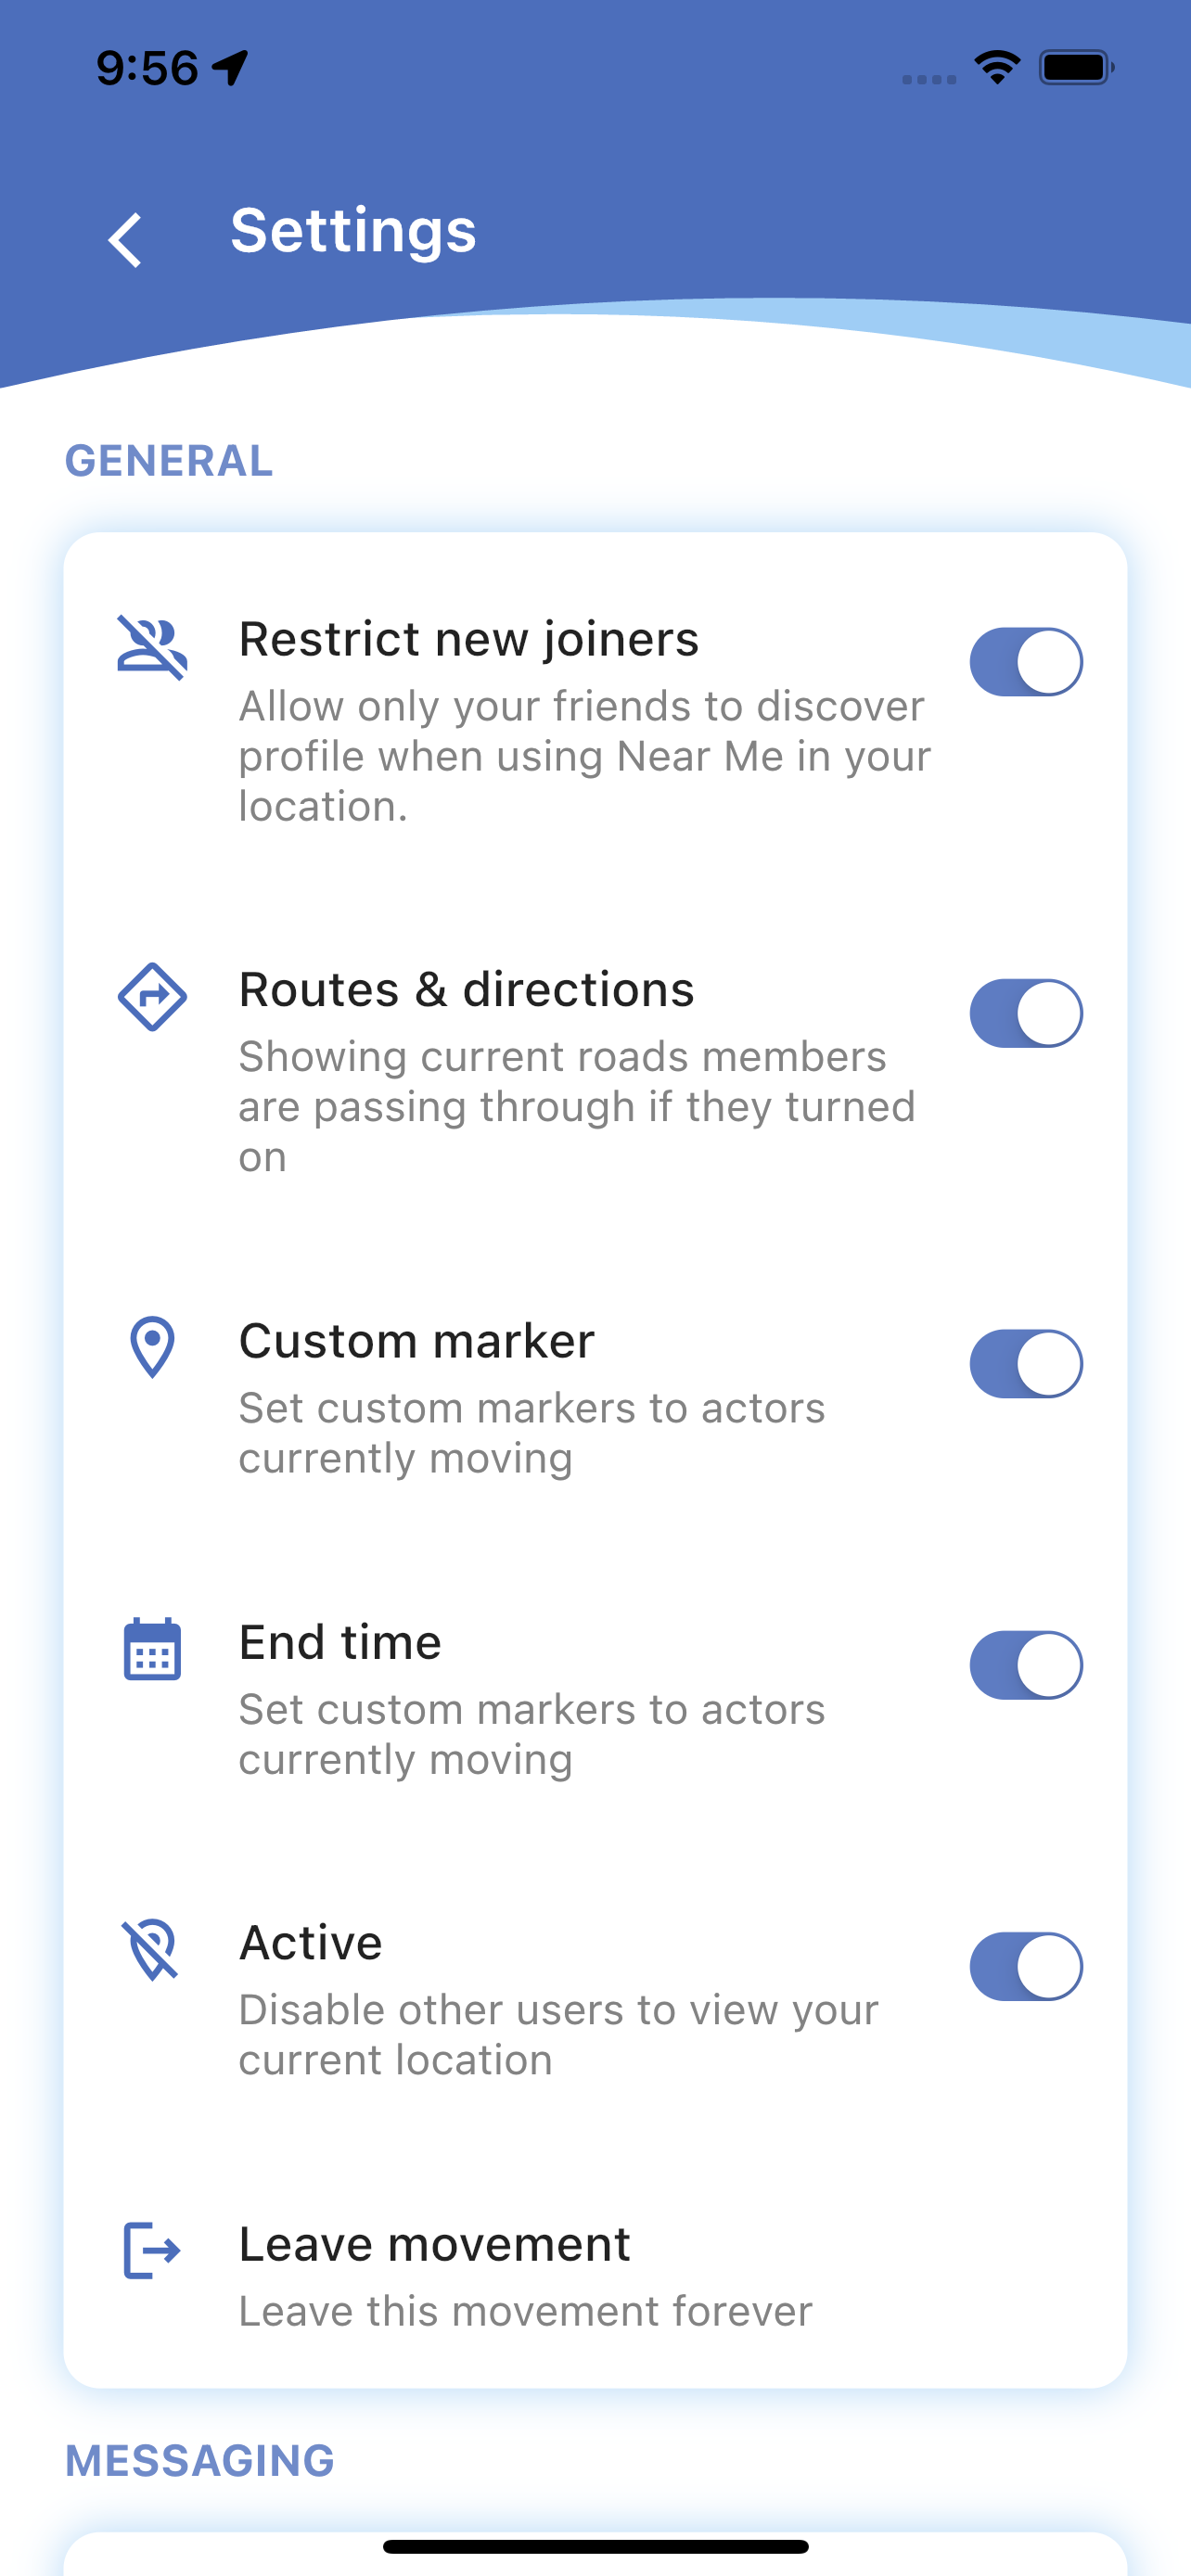 9:56
Settings
GENERAL
Restrict new joiners
Allow only your friends to discover
profile when using Near Me in your
location.
Routes & directions
Showing current roads members
are passing through if they turned
on
Custom marker
Set custom markers to actors
currently moving
End time
Set custom markers to actors
currently moving
Active
Disable other users to view your
current location
Leave movement
Leave this movement forever
MESSAGING